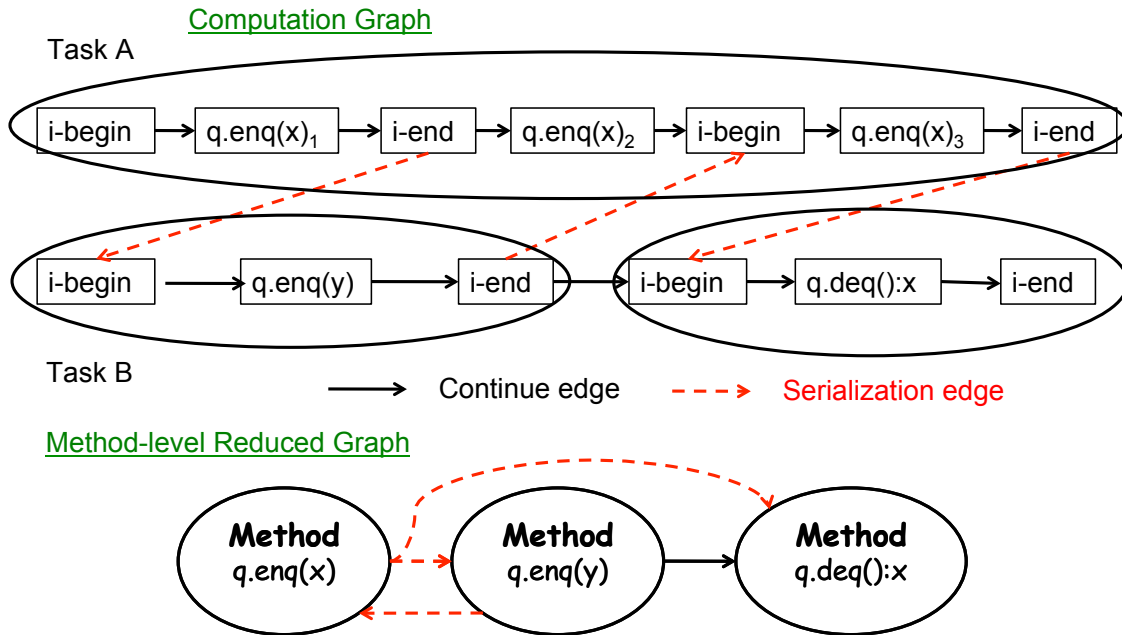 Computation Graph
Task A
i-begin q.enq(x)₁ i-end q.enq(x)₂ i-begin q.enq(x)₃ i-end
i-begin q.enq(y) i-end i-begin q.deq():x i-end
Task B
Continue edge Serialization edge
Method-level Reduced Graph
Method Method Method
q.enq(x) q.enq(y) q.deq():x